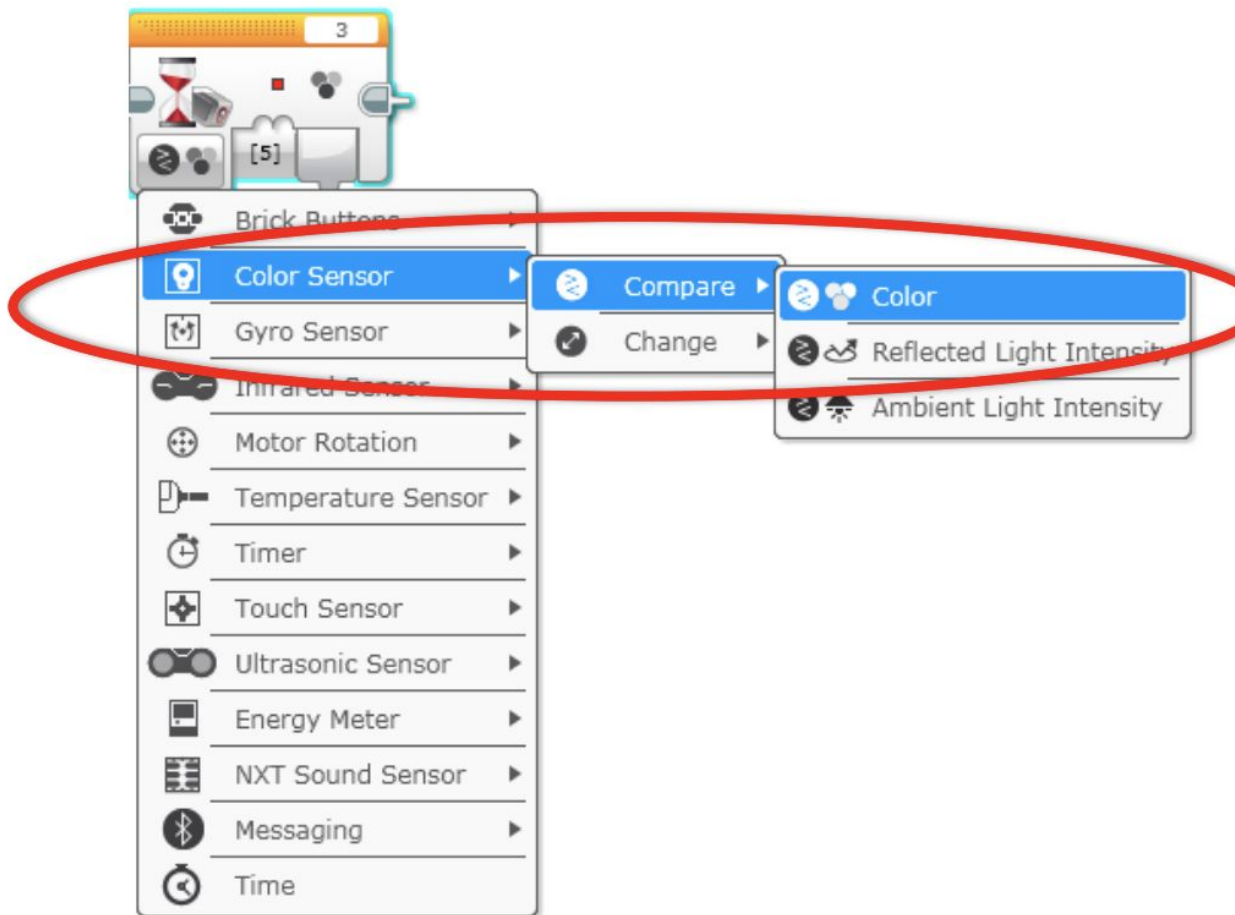 3
[5]
Brick Buttons
Color Sensor
Compare
Color
Gyro Sensor
Change
Reflected Light Intensity
Infrared Sensor
Ambient Light Intensity
Motor Rotation
Temperature Sensor
Timer
Touch Sensor
Ultrasonic Sensor
Energy Meter
NXT Sound Sensor
Messaging
Time